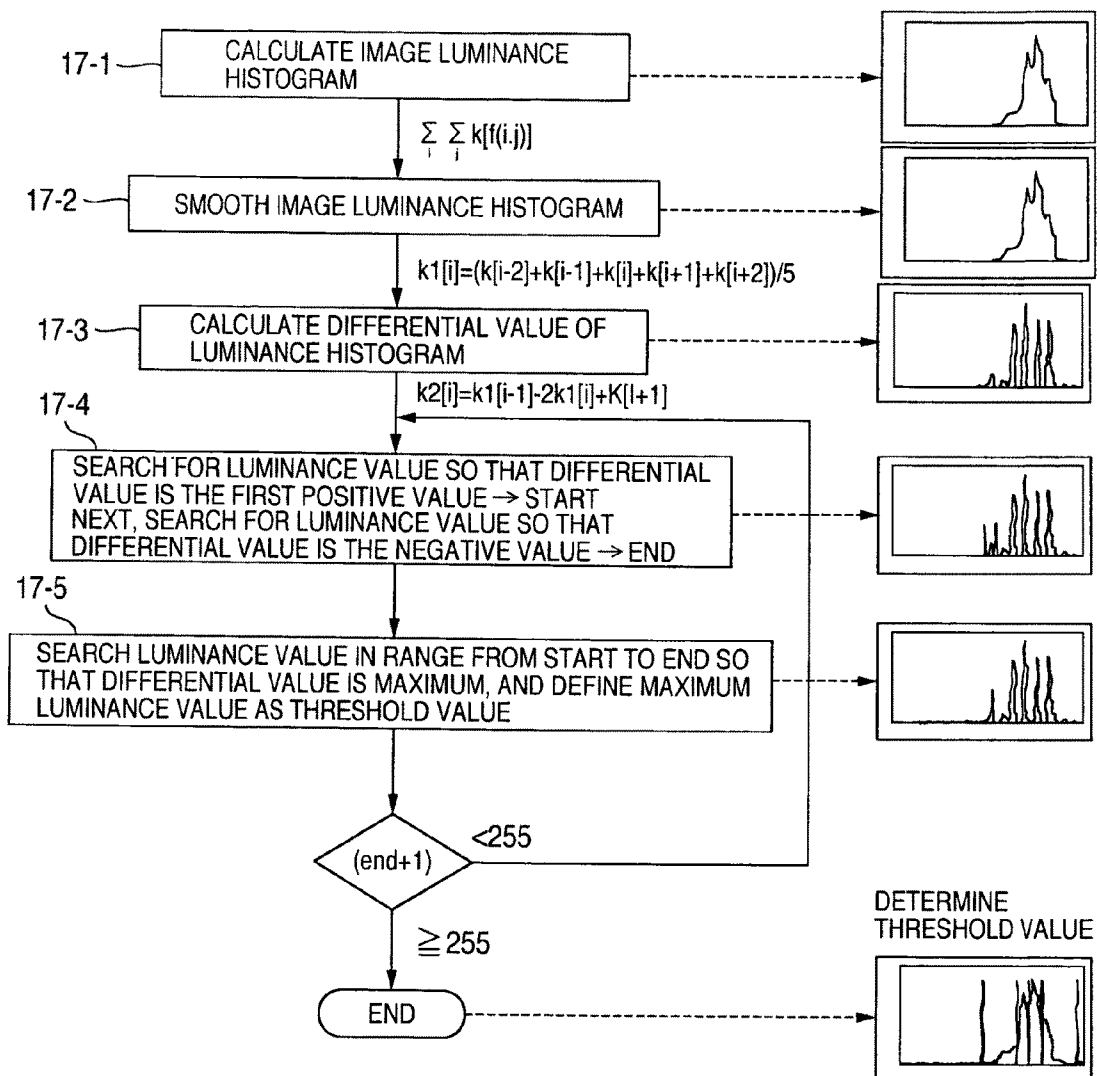 17-1
CALCULATE IMAGE LUMINANCE
HISTOGRAM
Σ Σ k[f(i.j)]
i j
17-2
SMOOTH IMAGE LUMINANCE HISTOGRAM
k1[i]=(k[i-2]+k[i-1]+k[i]+k[i+1]+k[i+2])/5
17-3
CALCULATE DIFFERENTIAL VALUE OF
LUMINANCE HISTOGRAM
k2[i]=k1[i-1]-2k1[i]+K[I+1]
17-4
SEARCH FOR LUMINANCE VALUE SO THAT DIFFERENTIAL
VALUE IS THE FIRST POSITIVE VALUE → START
NEXT, SEARCH FOR LUMINANCE VALUE SO THAT
DIFFERENTIAL VALUE IS THE NEGATIVE VALUE → END
17-5
SEARCH LUMINANCE VALUE IN RANGE FROM START TO END SO
THAT DIFFERENTIAL VALUE IS MAXIMUM, AND DEFINE MAXIMUM
LUMINANCE VALUE AS THRESHOLD VALUE
(end+1)
<255
≧255
END
DETERMINE
THRESHOLD VALUE